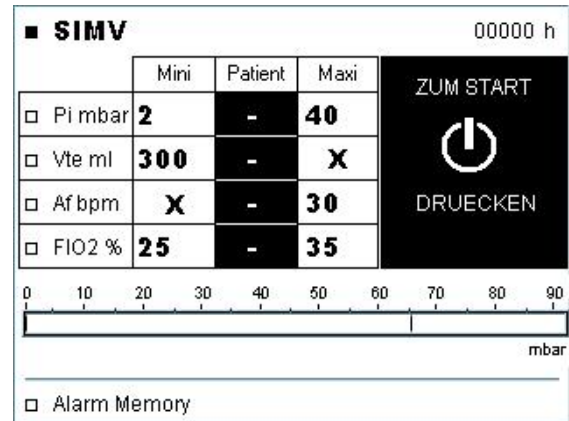 SIMV 00000 h
Mini Patient Maxi
Pi mbar 2 - 40
Vte ml 300 - X
Af bpm X - 30
FIO2 % 25 - 35
ZUM START
DRUECKEN
0 10 20 30 40 50 60 70 80 90
mbar
Alarm Memory